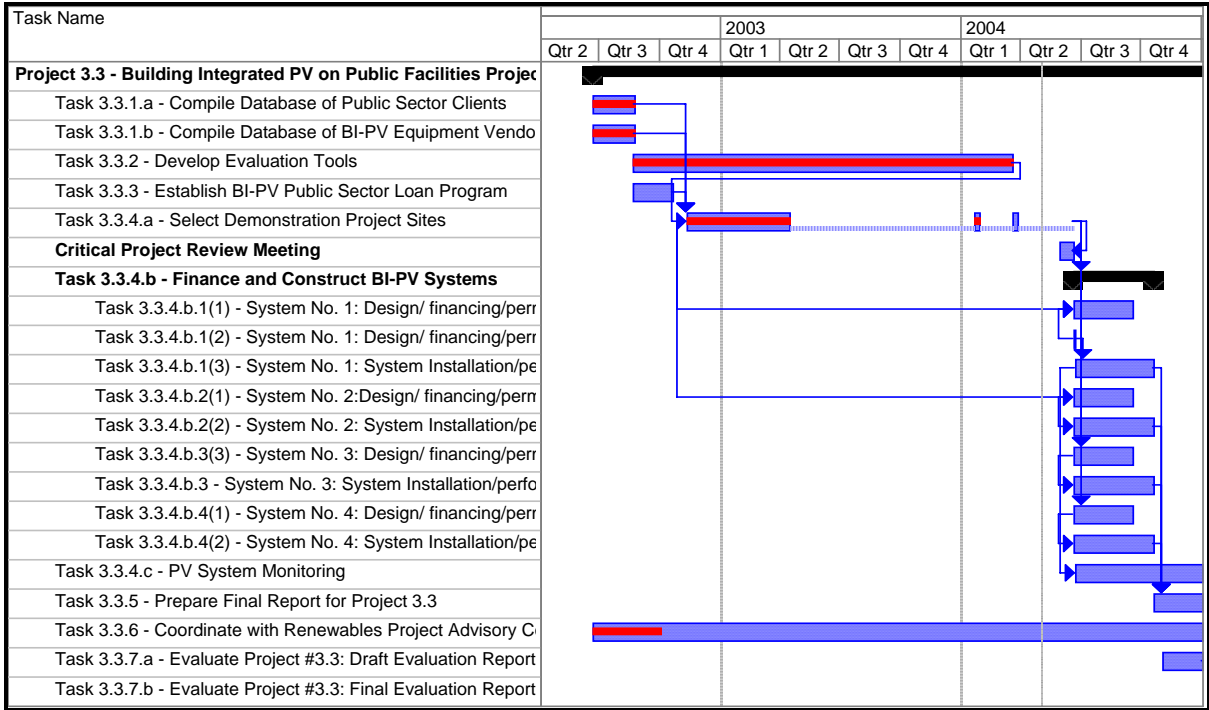 Task Name
2003 2004
Qtr 2 Qtr 3 Qtr 4 Qtr 1 Qtr 2 Qtr 3 Qtr 4 Qtr 1 Qtr 2 Qtr 3 Qtr 4
Project 3.3 - Building Integrated PV on Public Facilities Projec
Task 3.3.1.a - Compile Database of Public Sector Clients
Task 3.3.1.b - Compile Database of BI-PV Equipment Vendo
Task 3.3.2 - Develop Evaluation Tools
Task 3.3.3 - Establish BI-PV Public Sector Loan Program
Task 3.3.4.a - Select Demonstration Project Sites
Critical Project Review Meeting
Task 3.3.4.b - Finance and Construct BI-PV Systems
Task 3.3.4.b.1(1) - System No. 1: Design/ financing/perr
Task 3.3.4.b.1(2) - System No. 1: Design/ financing/perr
Task 3.3.4.b.1(3) - System No. 1: System Installation/pe
Task 3.3.4.b.2(1) - System No. 2:Design/ financing/perm
Task 3.3.4.b.2(2) - System No. 2: System Installation/pe
Task 3.3.4.b.3(3) - System No. 3: Design/ financing/perr
Task 3.3.4.b.3 - System No. 3: System Installation/perfo
Task 3.3.4.b.4(1) - System No. 4: Design/ financing/perr
Task 3.3.4.b.4(2) - System No. 4: System Installation/pe
Task 3.3.4.c - PV System Monitoring
Task 3.3.5 - Prepare Final Report for Project 3.3
Task 3.3.6 - Coordinate with Renewables Project Advisory C
Task 3.3.7.a - Evaluate Project #3.3: Draft Evaluation Report
Task 3.3.7.b - Evaluate Project #3.3: Final Evaluation Report